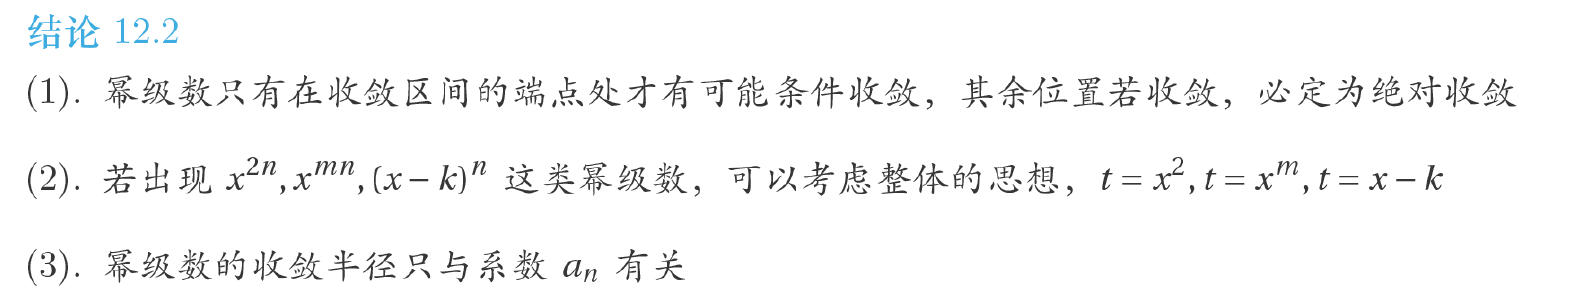 结论 12.2
(1). 幂级数只有在收敛区间的端点处才有可能条件收敛，其余位置若收敛，必定为绝对收敛
(2). 若出现 x^{2n}, x^{mn}, (x − k)^n 这类幂级数，可以考虑整体的思想，t = x^2, t = x^m, t = x − k
(3). 幂级数的收敛半径只与系数 a_n 有关